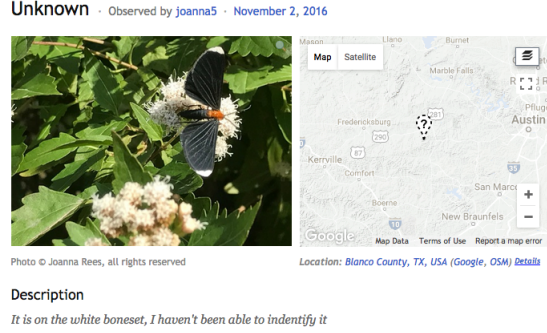 Unknown · Observed by joanna5 · November 2, 2016
Mason Llano Burnet
Map Satellite
Marble Falls
Fredericksburg
281
290
Austin
Kerrville
87
Comfort
35
San Marcos
Boerne
New Braunfels
10
Google Map Data Terms of Use Report a map error
Photo © Joanna Rees, all rights reserved
Location: Blanco County, TX, USA (Google, OSM) Details
Description
It is on the white boneset, I haven't been able to indentify it